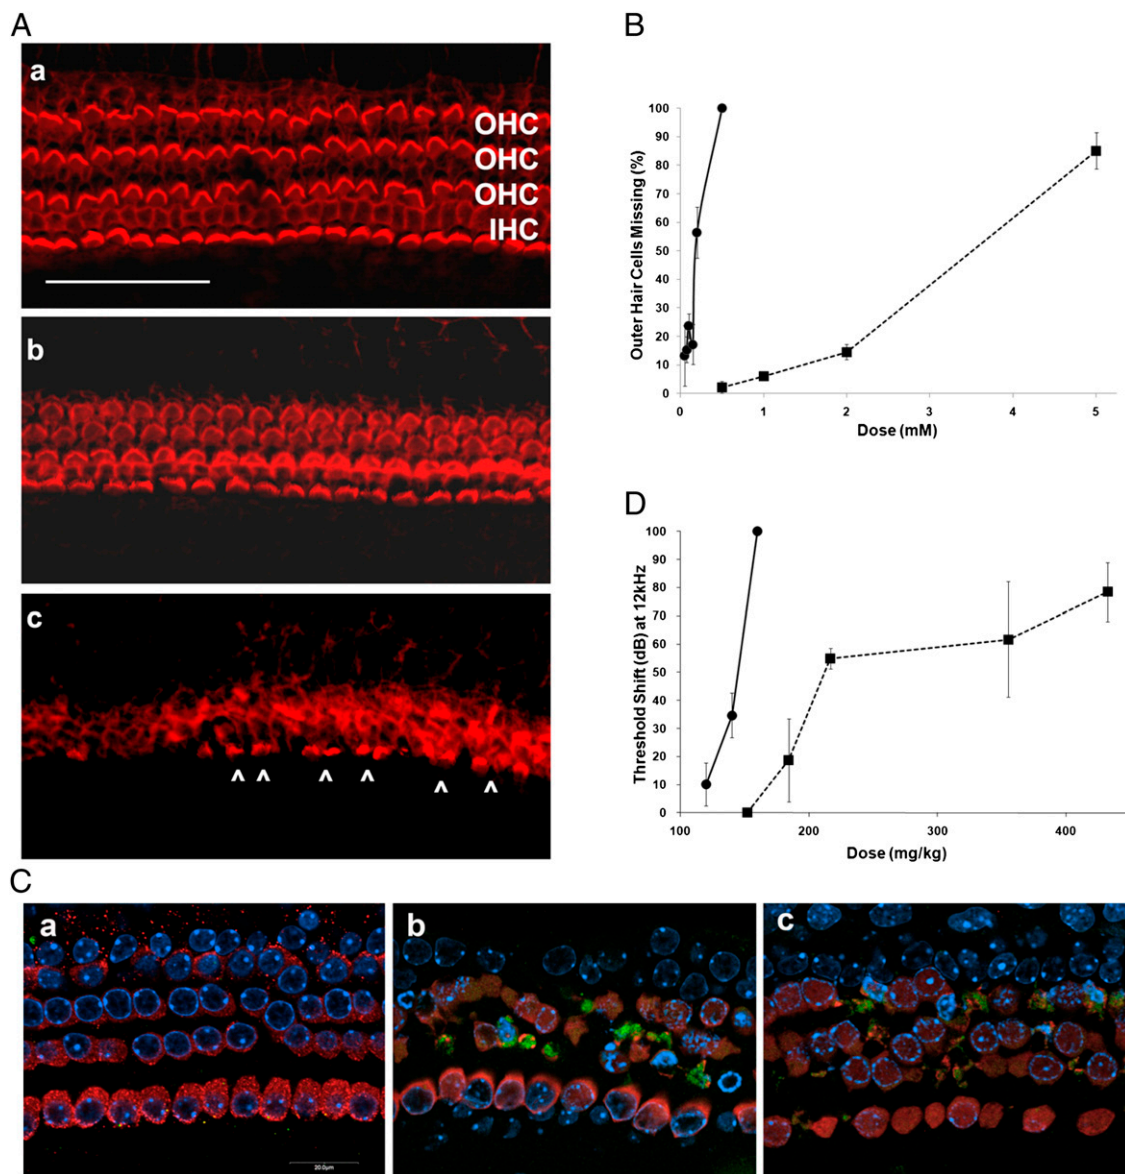 A
a
OHC
OHC
OHC
IHC
b
c
^ ^ ^ ^ ^ ^
B
Outer Hair Cells Missing (%)
100
90
80
70
60
50
40
30
20
10
0
0 1 2 3 4 5
Dose (mM)
D
Threshold Shift (dB) at 12kHz
100
90
80
70
60
50
40
30
20
10
0
100 200 300 400
Dose (mg/kg)
C
a
20.0μm
b
c